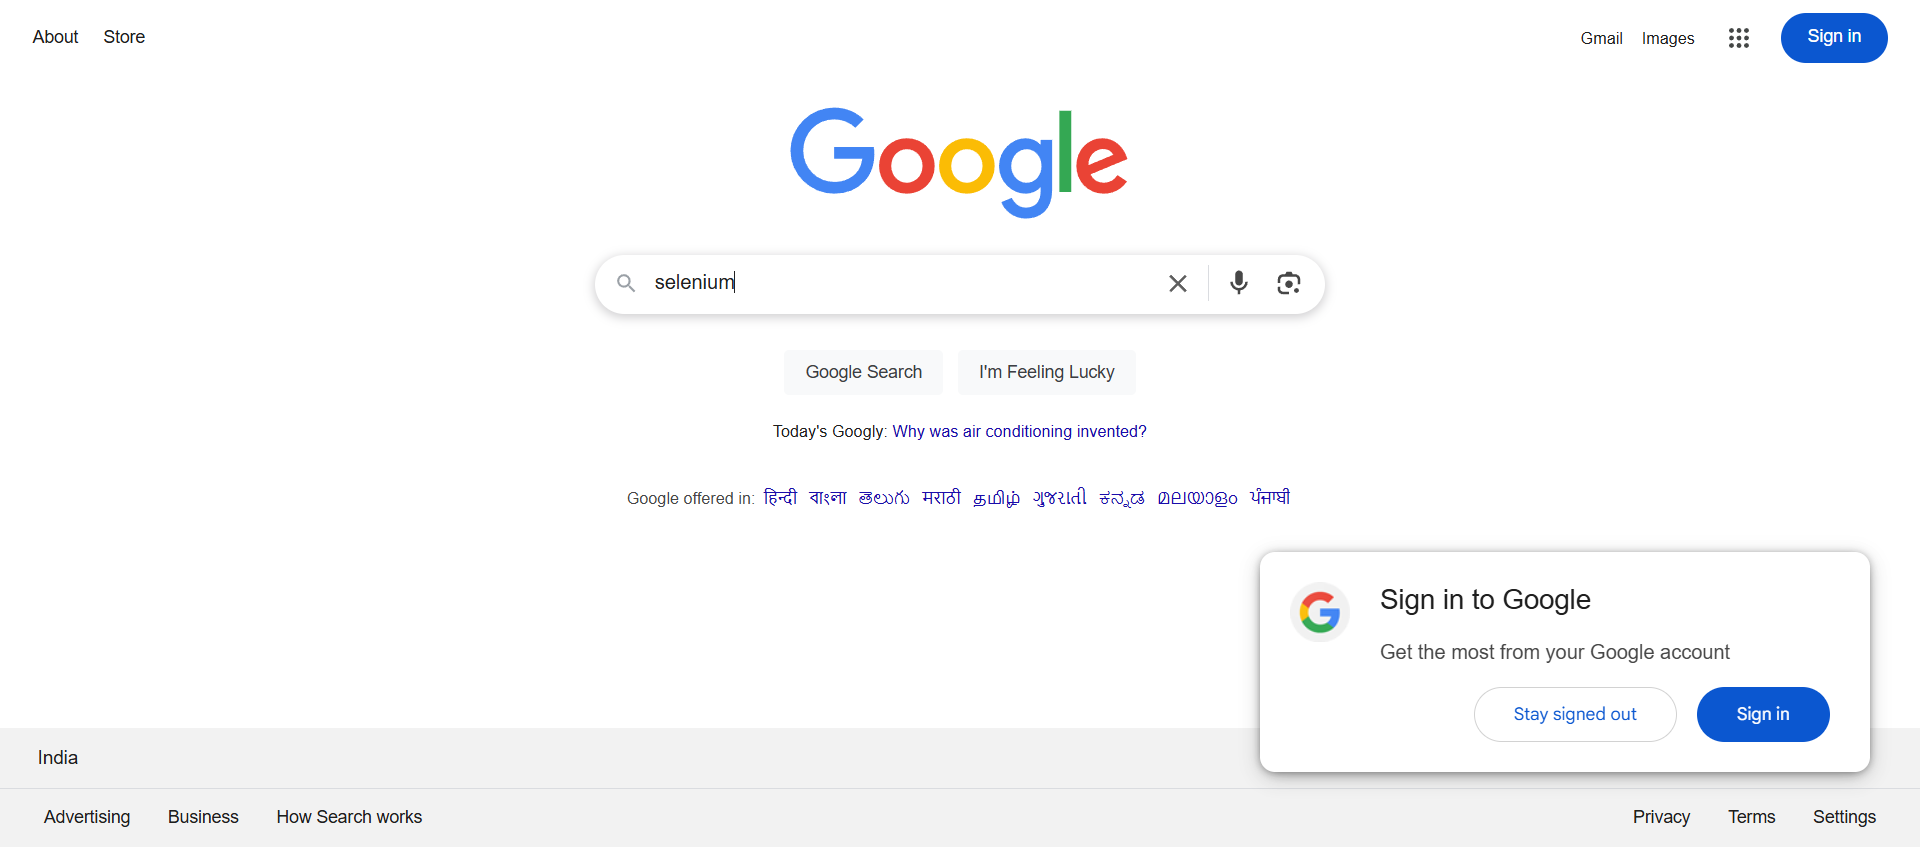 About Store Gmail Images Sign in
Google
selenium
Google Search I'm Feeling Lucky
Today's Googly: Why was air conditioning invented?
Google offered in: हिन्दी বাংলা తెలుగు मराठी தமிழ் ગુજરાતી ಕನ್ನಡ മലയാളം ਪੰਜਾਬੀ
Sign in to Google
Get the most from your Google account
Stay signed out Sign in
India
Advertising Business How Search works Privacy Terms Settings